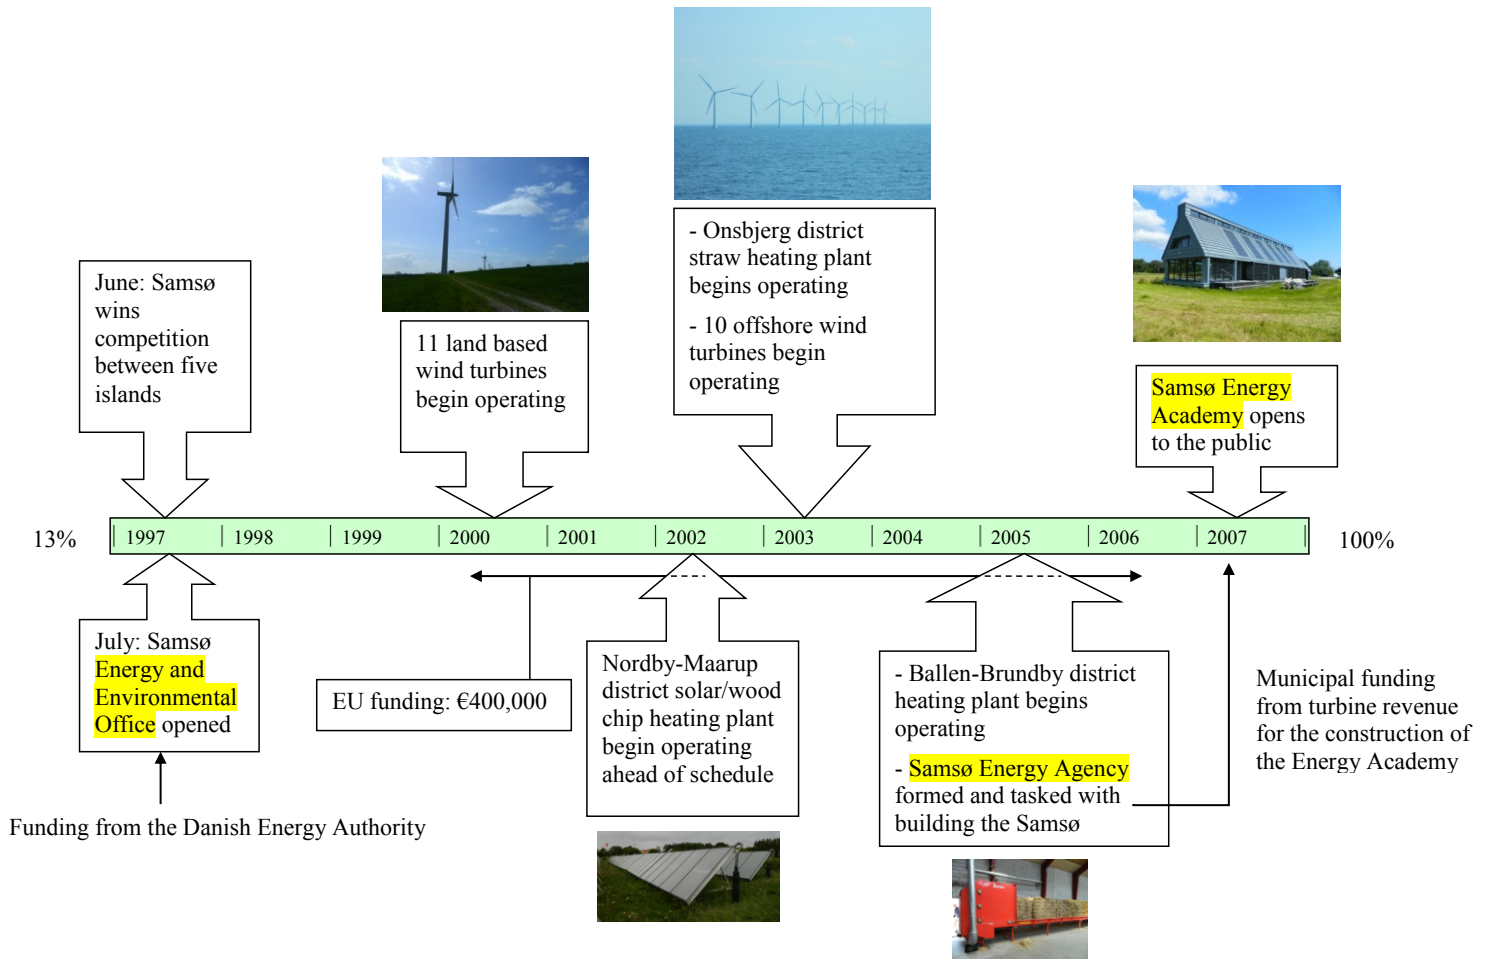 June: Samsø
wins
competition
between five
islands
11 land based
wind turbines
begin operating
- Onsbjerg district
straw heating plant
begins operating
- 10 offshore wind
turbines begin
operating
Samsø Energy
Academy opens
to the public
13%
1997
1998
1999
2000
2001
2002
2003
2004
2005
2006
2007
100%
July: Samsø
Energy and
Environmental
Office opened
Funding from the Danish Energy Authority
EU funding: €400,000
Nordby-Maarup
district solar/wood
chip heating plant
begin operating
ahead of schedule
- Ballen-Brundby district
heating plant begins
operating
- Samsø Energy Agency
formed and tasked with
building the Samsø
Municipal funding
from turbine revenue
for the construction of
the Energy Academy